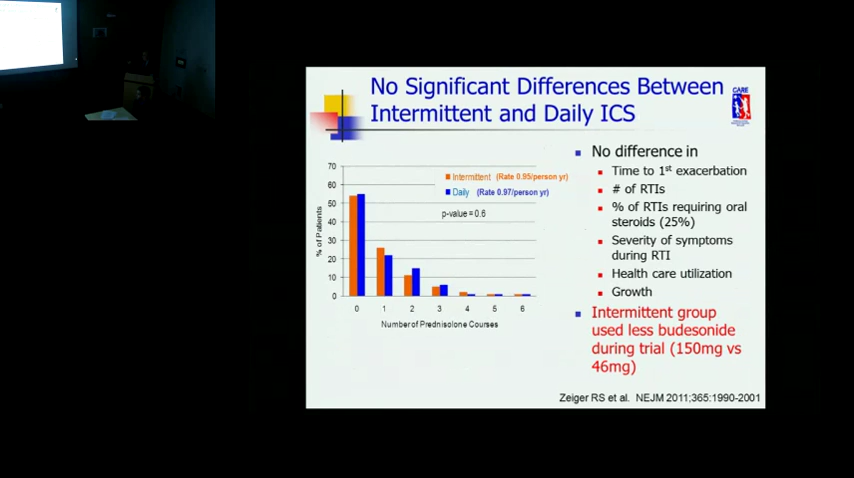 No Significant Differences Between
Intermittent and Daily ICS
CARE
70
60
50
40
30
20
10
0
% of Patients
Intermittent (Rate 0.95/person yr)
Daily (Rate 0.97/person yr)
p-value = 0.6
0 1 2 3 4 5 6
Number of Prednisolone Courses
No difference in
Time to 1st exacerbation
# of RTIs
% of RTIs requiring oral
steroids (25%)
Severity of symptoms
during RTI
Health care utilization
Growth
Intermittent group
used less budesonide
during trial (150mg vs
46mg)
Zeiger RS et al. NEJM 2011;365:1990-2001